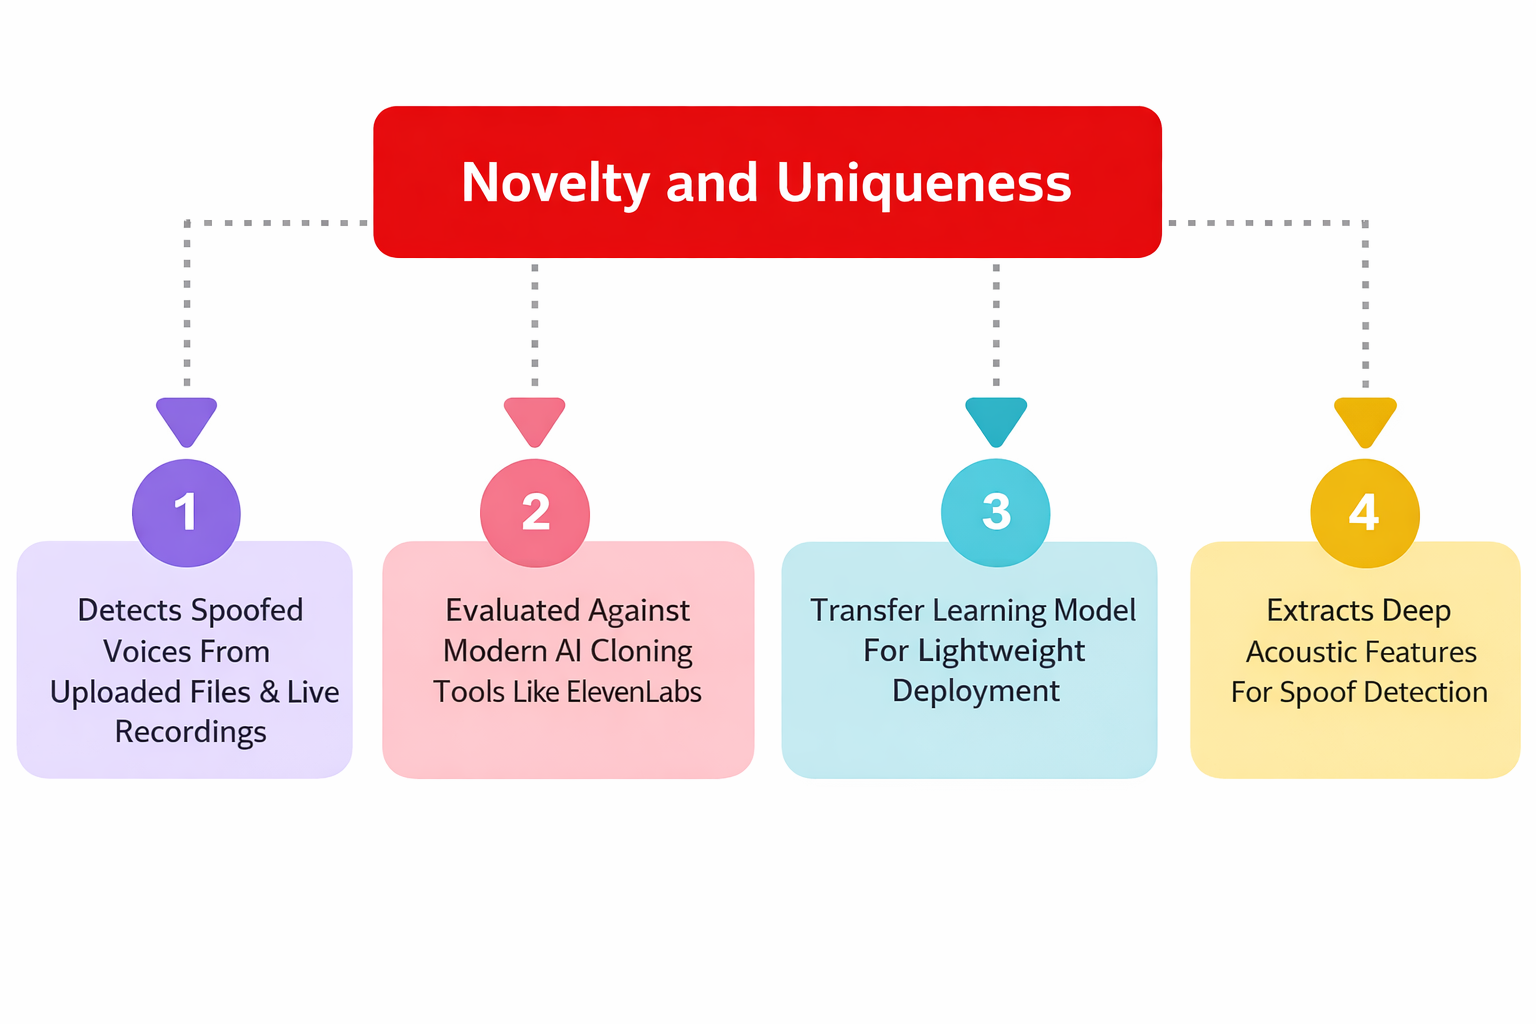 Novelty and Uniqueness
1
Detects Spoofed
Voices From
Uploaded Files & Live
Recordings
2
Evaluated Against
Modern AI Cloning
Tools Like ElevenLabs
3
Transfer Learning Model
For Lightweight
Deployment
4
Extracts Deep
Acoustic Features
For Spoof Detection